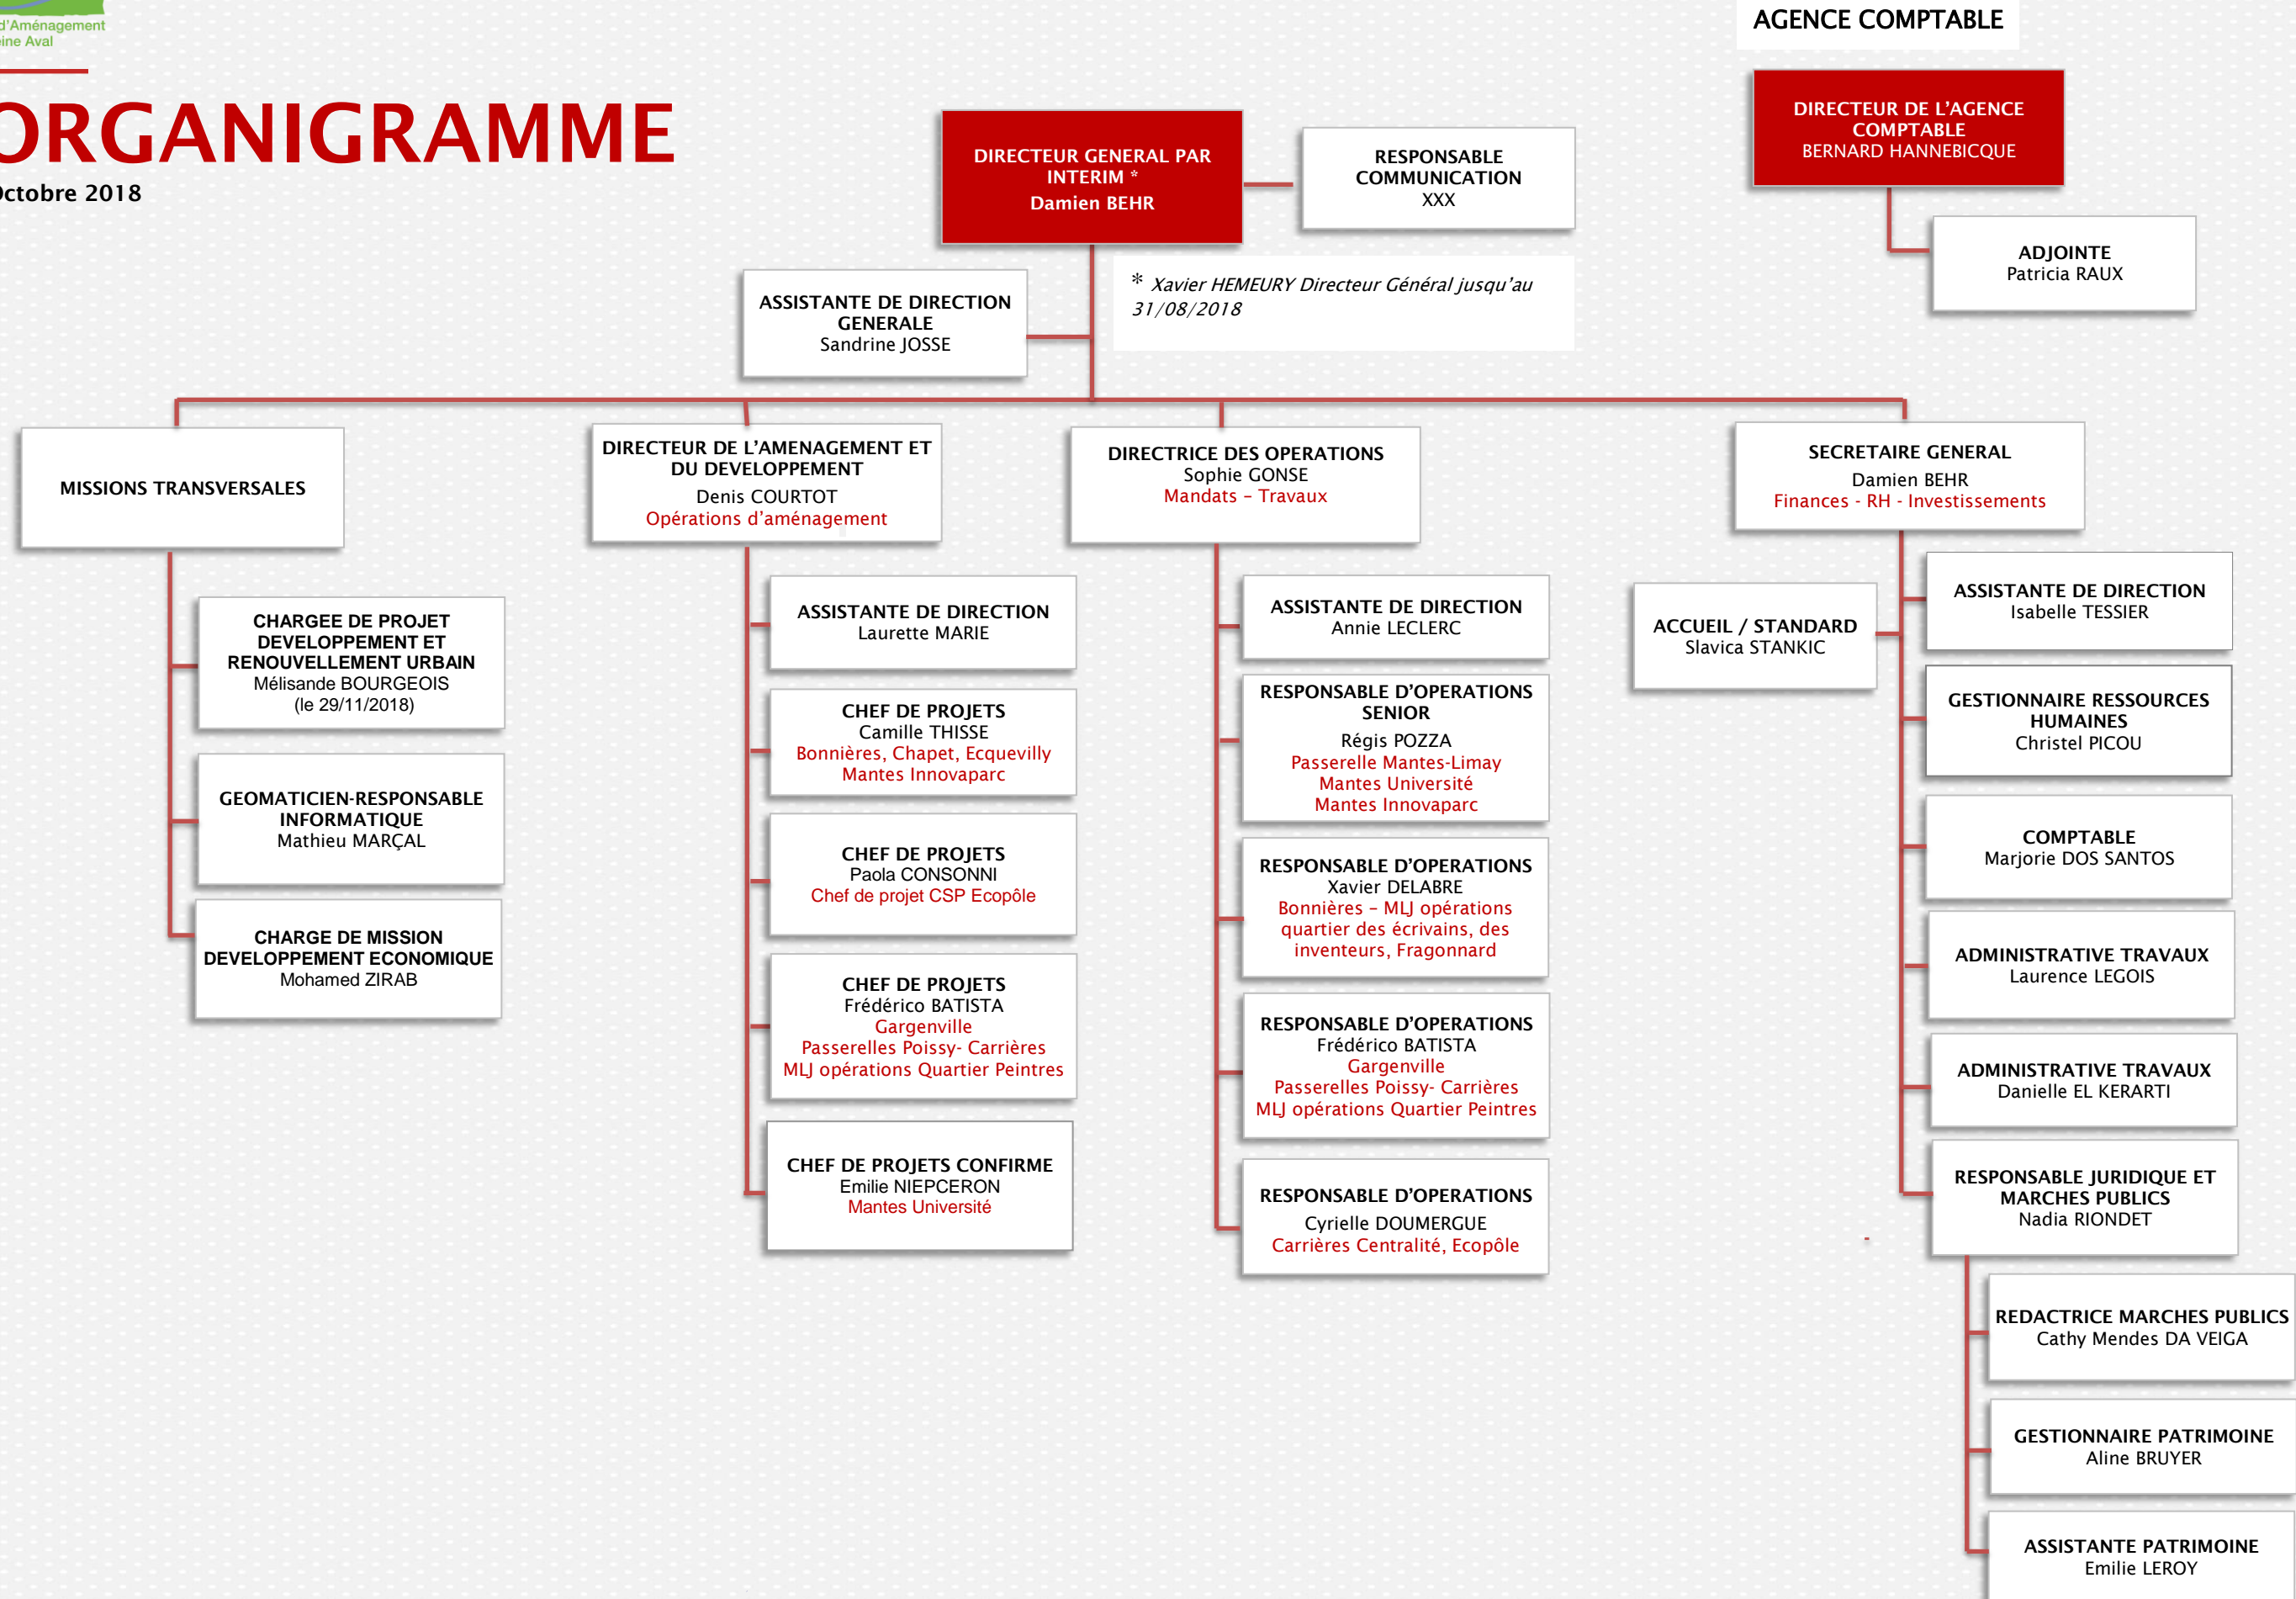 d'Aménagement
ine Aval
ORGANIGRAMME
Octobre 2018
AGENCE COMPTABLE
DIRECTEUR DE L'AGENCE
COMPTABLE
BERNARD HANNEBICQUE
ADJOINTE
Patricia RAUX
DIRECTEUR GENERAL PAR
INTERIM *
Damien BEHR
RESPONSABLE
COMMUNICATION
XXX
* Xavier HEMEURY Directeur Général jusqu'au
31/08/2018
ASSISTANTE DE DIRECTION
GENERALE
Sandrine JOSSE
MISSIONS TRANSVERSALES
CHARGEE DE PROJET
DEVELOPPEMENT ET
RENOUVELLEMENT URBAIN
Mélisande BOURGEOIS
(le 29/11/2018)
GEOMATICIEN-RESPONSABLE
INFORMATIQUE
Mathieu MARÇAL
CHARGE DE MISSION
DEVELOPPEMENT ECONOMIQUE
Mohamed ZIRAB
DIRECTEUR DE L'AMENAGEMENT ET
DU DEVELOPPEMENT
Denis COURTOT
Opérations d'aménagement
ASSISTANTE DE DIRECTION
Laurette MARIE
CHEF DE PROJETS
Camille THISSE
Bonnières, Chapet, Ecquevilly
Mantes Innovaparc
CHEF DE PROJETS
Paola CONSONNI
Chef de projet CSP Ecopôle
CHEF DE PROJETS
Frédérico BATISTA
Gargenville
Passerelles Poissy- Carrières
MLJ opérations Quartier Peintres
CHEF DE PROJETS CONFIRME
Emilie NIEPCERON
Mantes Université
DIRECTRICE DES OPERATIONS
Sophie GONSE
Mandats – Travaux
ASSISTANTE DE DIRECTION
Annie LECLERC
RESPONSABLE D'OPERATIONS
SENIOR
Régis POZZA
Passerelle Mantes-Limay
Mantes Université
Mantes Innovaparc
RESPONSABLE D'OPERATIONS
Xavier DELABRE
Bonnières – MLJ opérations
quartier des écrivains, des
inventeurs, Fragonnard
RESPONSABLE D'OPERATIONS
Frédérico BATISTA
Gargenville
Passerelles Poissy- Carrières
MLJ opérations Quartier Peintres
RESPONSABLE D'OPERATIONS
Cyrielle DOUMERGUE
Carrières Centralité, Ecopôle
SECRETAIRE GENERAL
Damien BEHR
Finances - RH - Investissements
ACCUEIL / STANDARD
Slavica STANKIC
ASSISTANTE DE DIRECTION
Isabelle TESSIER
GESTIONNAIRE RESSOURCES
HUMAINES
Christel PICOU
COMPTABLE
Marjorie DOS SANTOS
ADMINISTRATIVE TRAVAUX
Laurence LEGOIS
ADMINISTRATIVE TRAVAUX
Danielle EL KERARTI
RESPONSABLE JURIDIQUE ET
MARCHES PUBLICS
Nadia RIONDET
-
REDACTRICE MARCHES PUBLICS
Cathy Mendes DA VEIGA
GESTIONNAIRE PATRIMOINE
Aline BRUYER
ASSISTANTE PATRIMOINE
Emilie LEROY